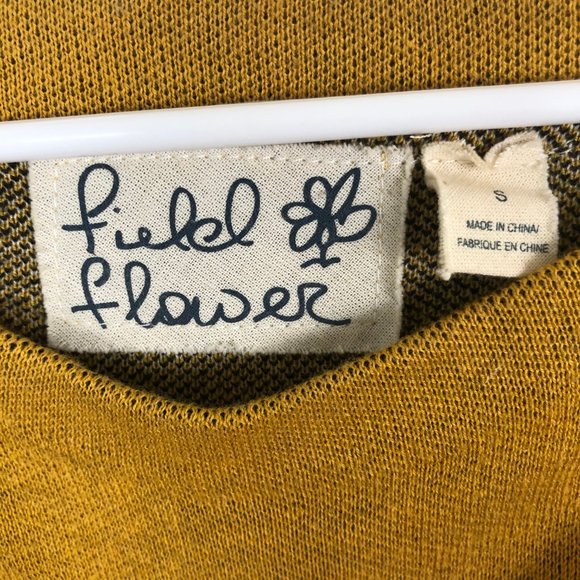 field
flower
S
MADE IN CHINA/
FABRIQUE EN CHINE